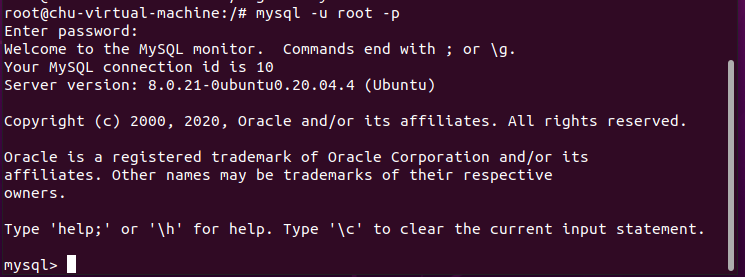 root@chu-virtual-machine:/# mysql -u root -p
Enter password:
Welcome to the MySQL monitor.  Commands end with ; or \g.
Your MySQL connection id is 10
Server version: 8.0.21-0ubuntu0.20.04.4 (Ubuntu)

Copyright (c) 2000, 2020, Oracle and/or its affiliates. All rights reserved.

Oracle is a registered trademark of Oracle Corporation and/or its
affiliates. Other names may be trademarks of their respective
owners.

Type 'help;' or '\h' for help. Type '\c' to clear the current input statement.

mysql>